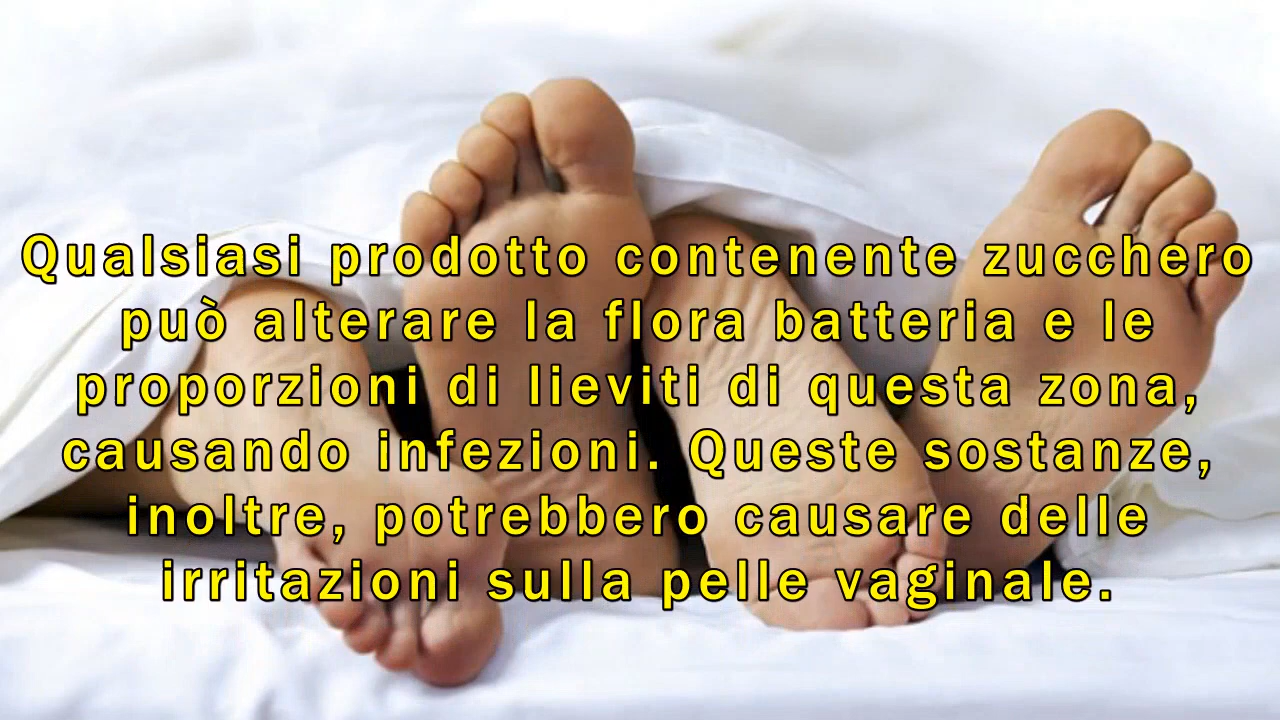 Qualsiasi prodotto contenente zucchero
può alterare la flora batteria e le
proporzioni di lieviti di questa zona,
causando infezioni. Queste sostanze,
inoltre, potrebbero causare delle
irritazioni sulla pelle vaginale.